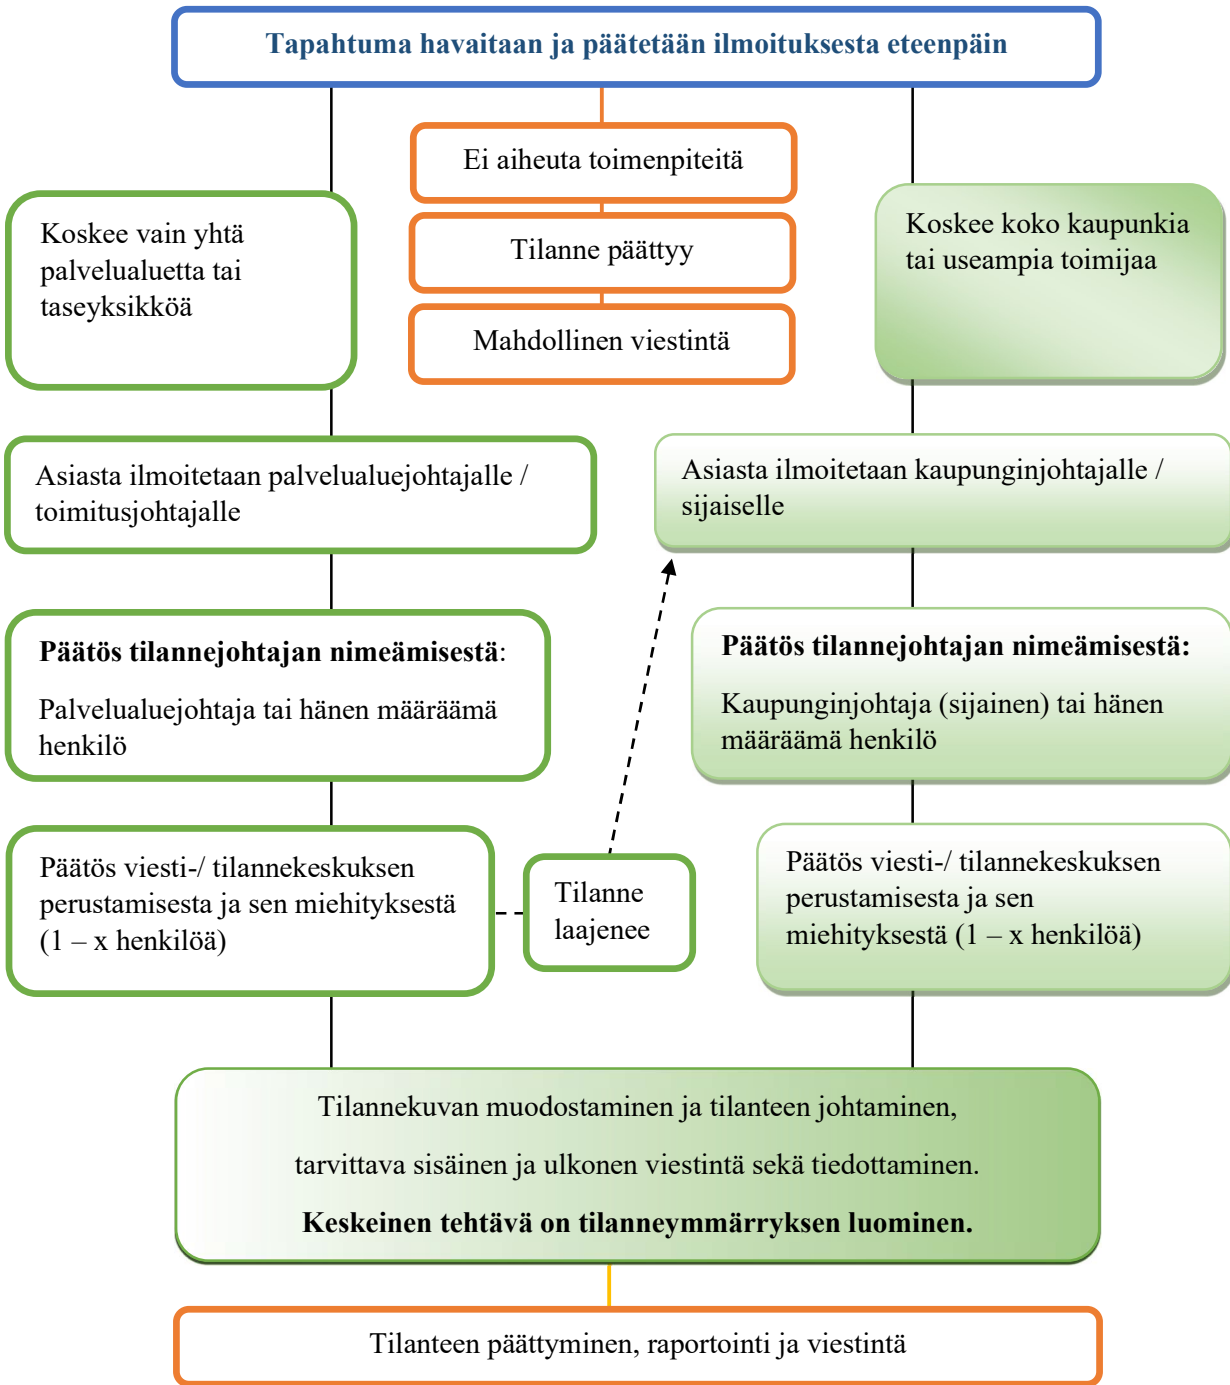 Tapahtuma havaitaan ja päätetään ilmoituksesta eteenpäin
Ei aiheuta toimenpiteitä
Tilanne päättyy
Mahdollinen viestintä
Koskee vain yhtä
palvelualuetta tai
taseyksikköä
Koskee koko kaupunkia
tai useampia toimijaa
Asiasta ilmoitetaan palvelualuejohtajalle /
toimitusjohtajalle
Asiasta ilmoitetaan kaupunginjohtajalle /
sijaiselle
Päätös tilannejohtajan nimeämisestä:
Palvelualuejohtaja tai hänen määräämä
henkilö
Päätös tilannejohtajan nimeämisestä:
Kaupunginjohtaja (sijainen) tai hänen
määräämä henkilö
Päätös viesti-/ tilannekeskuksen
perustamisesta ja sen miehityksestä
(1 – x henkilöä)
Tilanne
laajenee
Päätös viesti-/ tilannekeskuksen
perustamisesta ja sen
miehityksestä (1 – x henkilöä)
Tilannekuvan muodostaminen ja tilanteen johtaminen,
tarvittava sisäinen ja ulkonen viestintä sekä tiedottaminen.
Keskeinen tehtävä on tilanneymmärryksen luominen.
Tilanteen päättyminen, raportointi ja viestintä